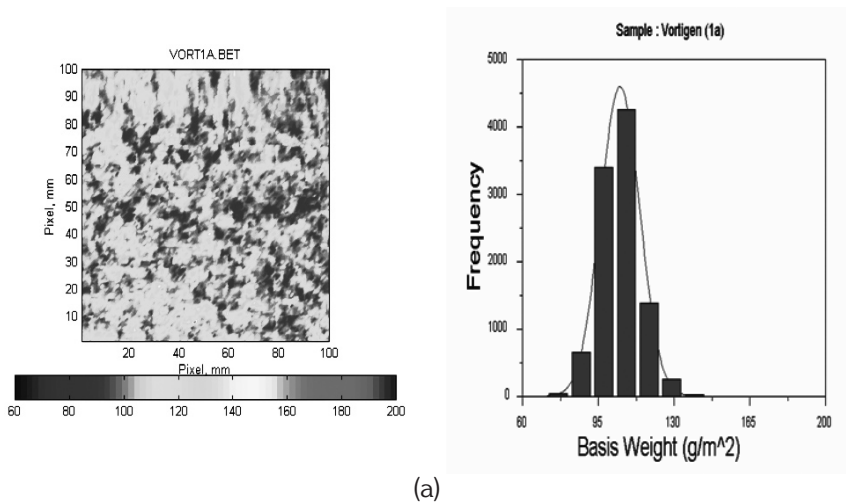 VORT1A.BET
100
90
80
70
60
50
40
30
20
10
Pixel, mm
20 40 60 80 100
Pixel, mm
60 80 100 120 140 160 180 200
Sample : Vortigen (1a)
5000
4000
3000
2000
1000
0
Frequency
60 95 130 165 200
Basis Weight (g/m^2)
(a)